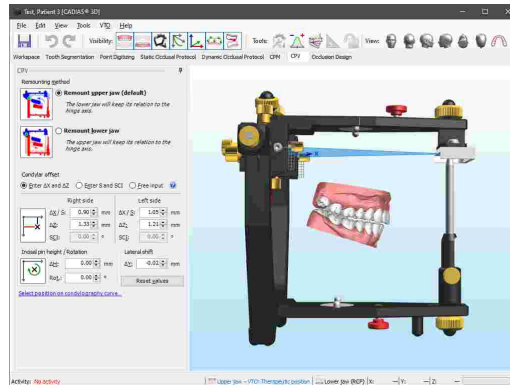 Test, Patient 3 [CADIAS® 3D]
File Edit View Tools VTO Help
Visibility: Tools: View:
Workspace Tooth Segmentation Point Digitizing Static Occlusal Protocol Dynamic Occlusal Protocol CPM CPV Occlusion Design
CPV
Remounting method
Remount upper jaw (default)
The lower jaw will keep its relation to the
hinge axis.
Remount lower jaw
The upper jaw will keep its relation to the
hinge axis.
Condylar offset
Enter ΔX and ΔZ Enter S and SCI Free input
Right side Left side
ΔX / S: 0.90 mm ΔX / S: 1.05 mm
ΔZ: 1.33 mm ΔZ: 1.21 mm
SCI: 0.00 ° SCI: 0.00 °
Incisal pin height / Rotation Lateral shift
ΔH: 0.00 mm ΔY: -0.02 mm
Rot.: 0.00 ° Reset values
Select position on condylography curve...
Activity: No activity Upper jaw - VTO: Therapeutic position Lower jaw (RCP) X: --- Y: --- Z: ---